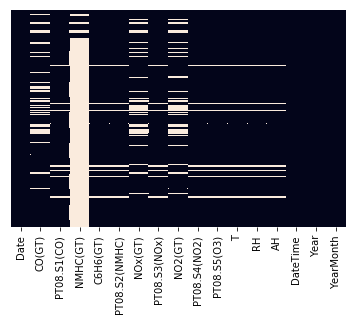 Date
CO(GT)
PT08.S1(CO)
NMHC(GT)
C6H6(GT)
PT08.S2(NMHC)
NOx(GT)
PT08.S3(NOx)
NO2(GT)
PT08.S4(NO2)
PT08.S5(O3)
T
RH
AH
DateTime
Year
YearMonth